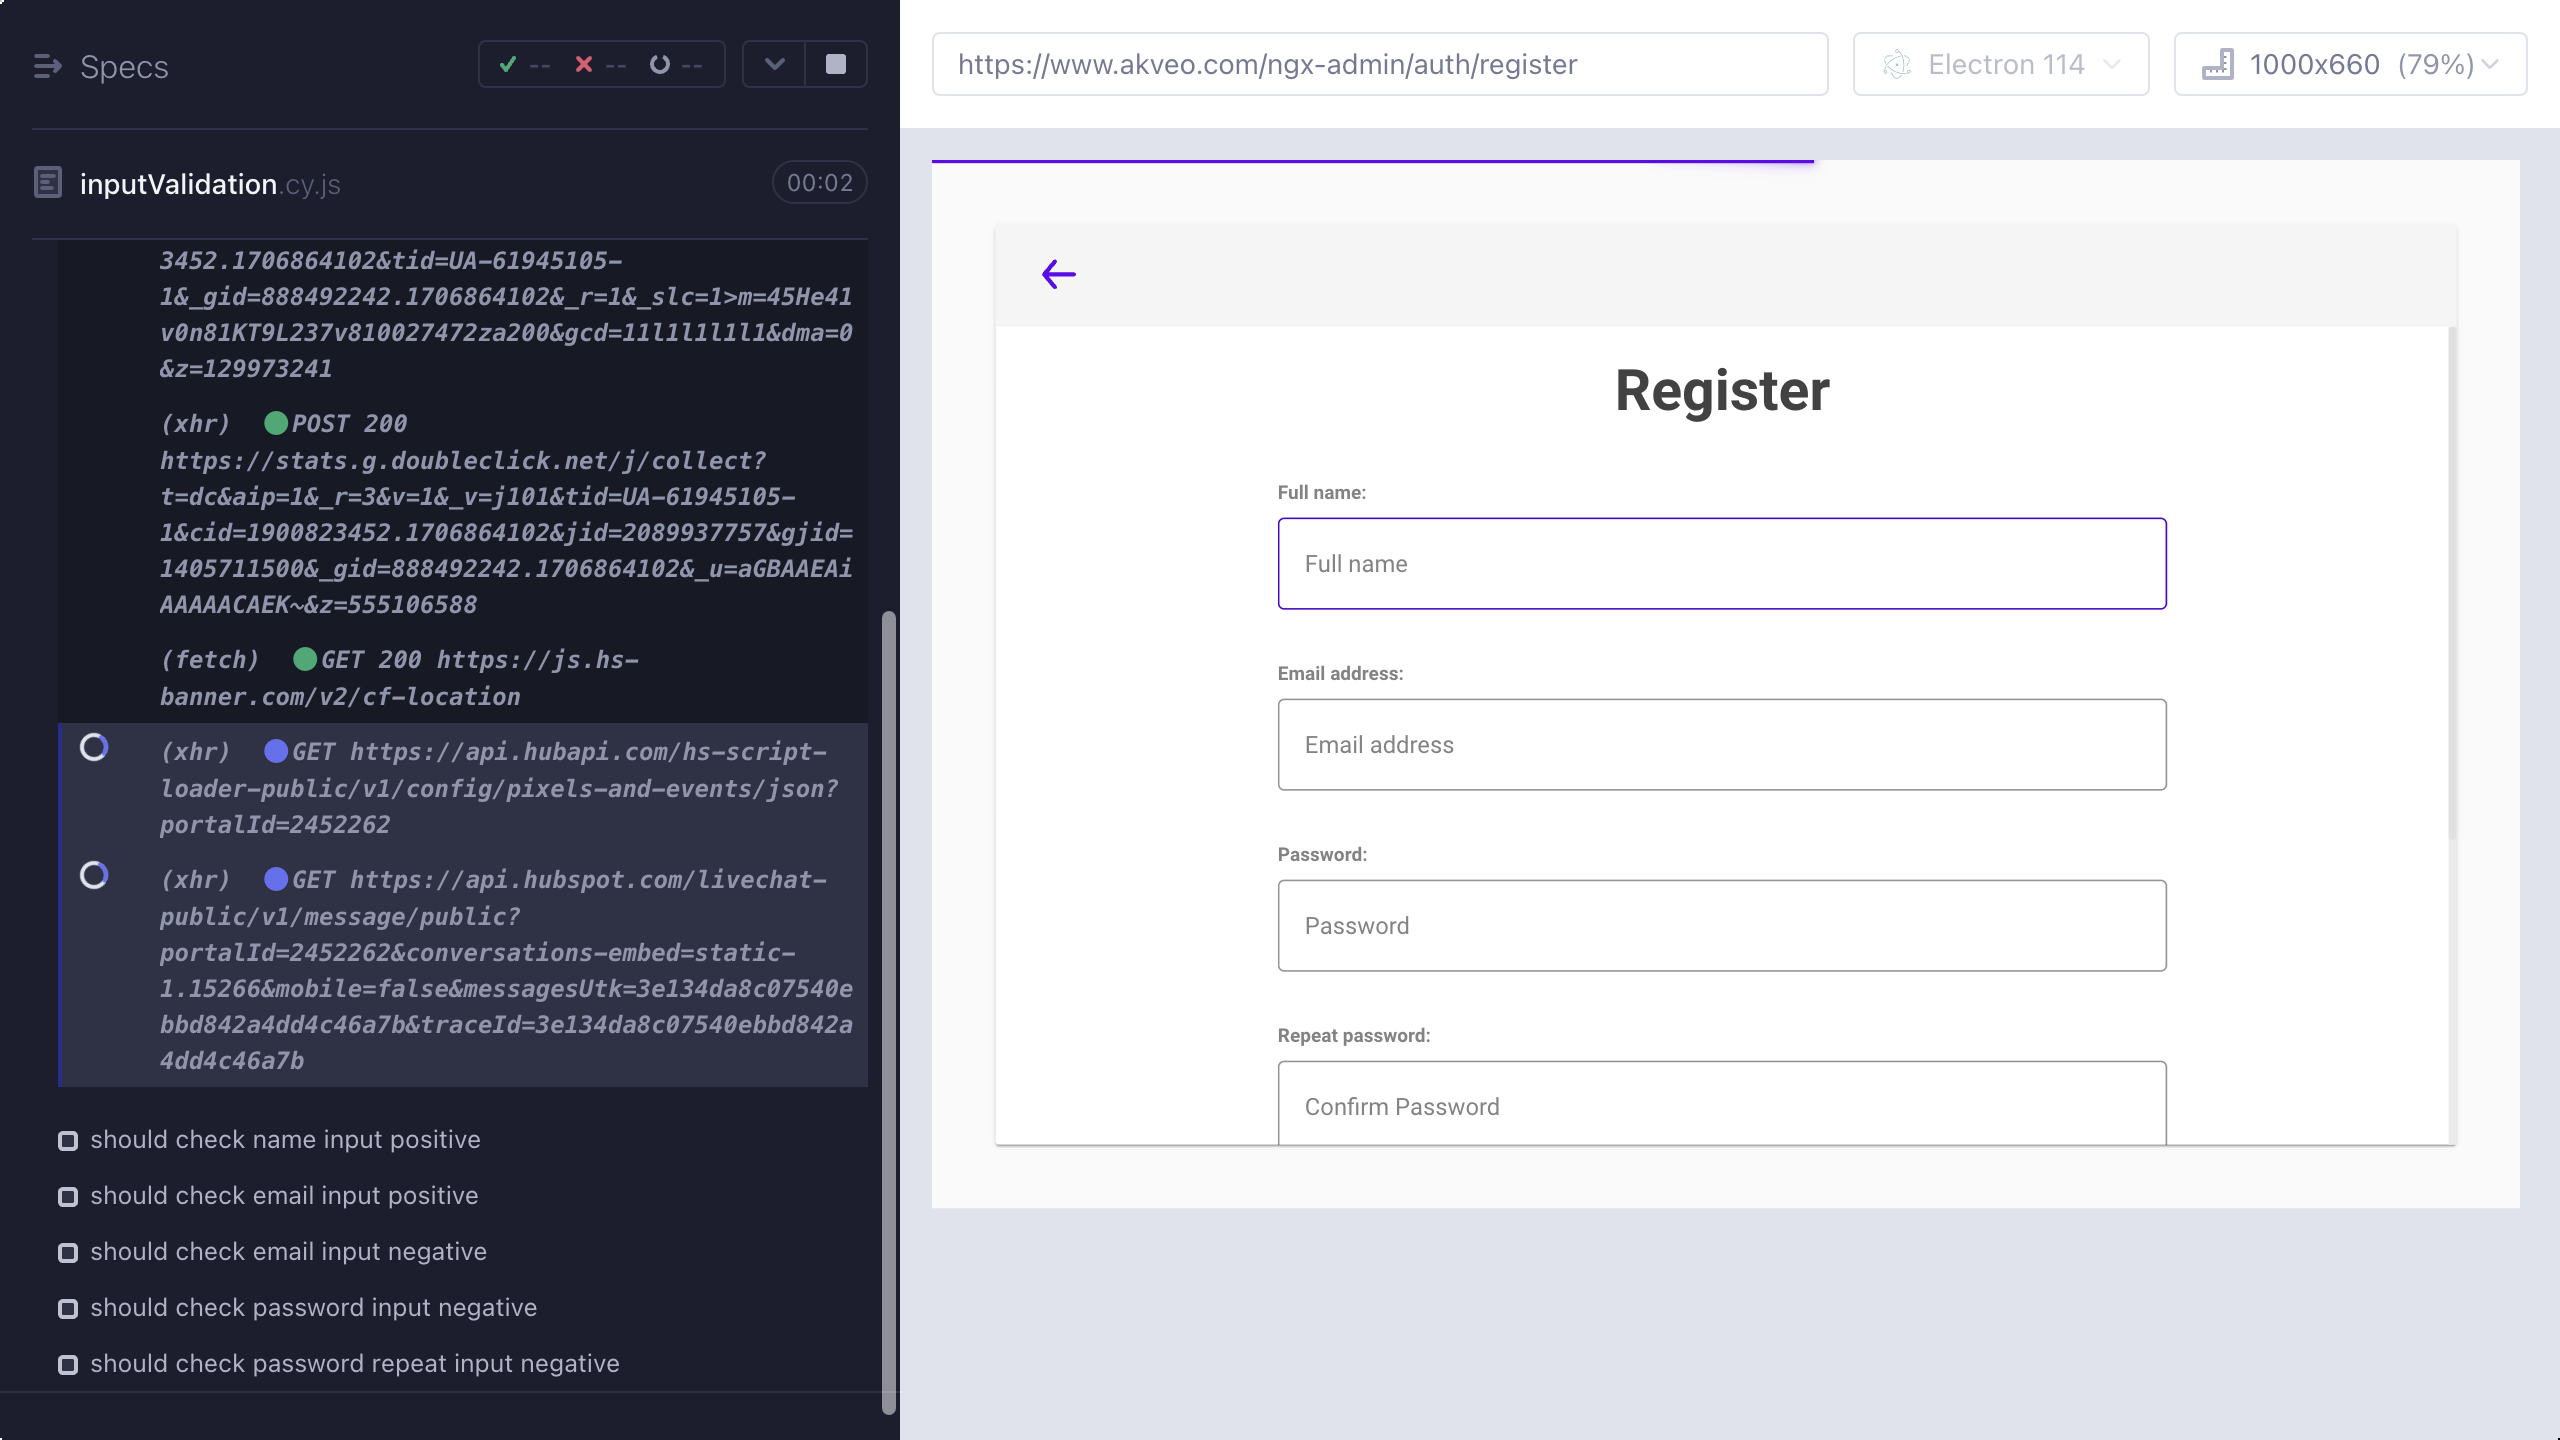 Specs
-- -- --
inputValidation.cy.js
00:02
3452.1706864102&tid=UA-61945105-
1&_gid=888492242.1706864102&_r=1&_slc=1>m=45He41
v0n81KT9L237v810027472za200&gcd=11l1l1l1l1&dma=0
&z=129973241
(xhr) POST 200
https://stats.g.doubleclick.net/j/collect?
t=dc&aip=1&_r=3&v=1&_v=j101&tid=UA-61945105-
1&cid=1900823452.1706864102&jid=2089937757&gjid=
1405711500&_gid=888492242.1706864102&_u=aGBAAEAi
AAAAACAEK~&z=555106588
(fetch) GET 200 https://js.hs-
banner.com/v2/cf-location
(xhr) GET https://api.hubapi.com/hs-script-
loader-public/v1/config/pixels-and-events/json?
portalId=2452262
(xhr) GET https://api.hubspot.com/livechat-
public/v1/message/public?
portalId=2452262&conversations-embed=static-
1.15266&mobile=false&messagesUtk=3e134da8c07540e
bbd842a4dd4c46a7b&traceId=3e134da8c07540ebbd842a
4dd4c46a7b
should check name input positive
should check email input positive
should check email input negative
should check password input negative
should check password repeat input negative
https://www.akveo.com/ngx-admin/auth/register
Electron 114
1000x660 (79%)
Register
Full name:
Full name
Email address:
Email address
Password:
Password
Repeat password:
Confirm Password